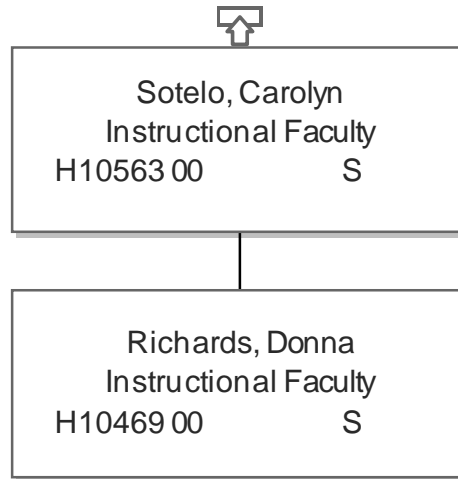 Sotelo, Carolyn
Instructional Faculty
H10563 00 S
Richards, Donna
Instructional Faculty
H10469 00 S